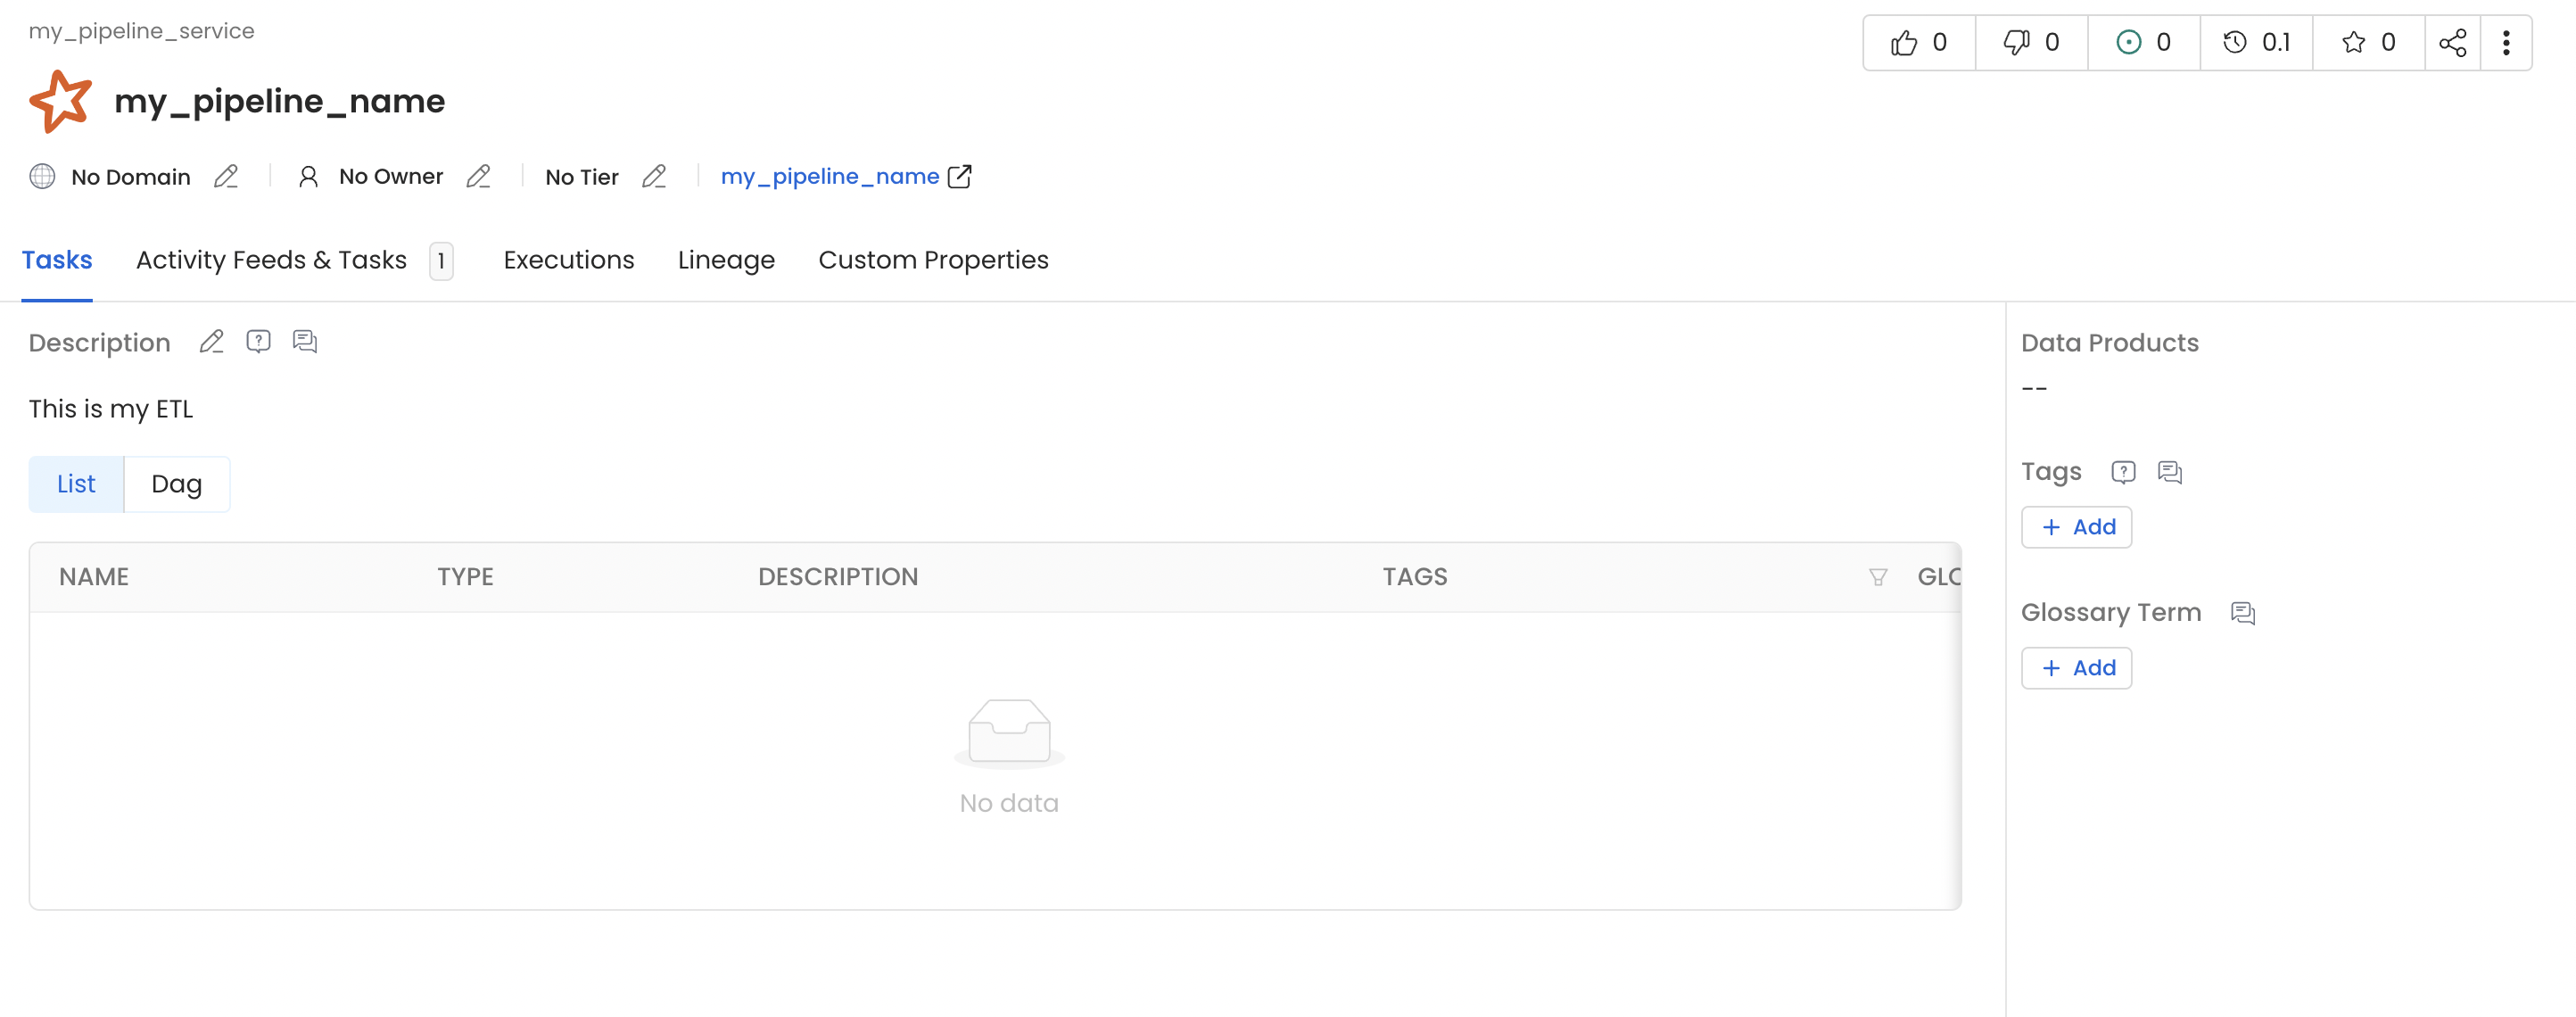 my_pipeline_service
0 0 0 0.1 0
my_pipeline_name
No Domain No Owner No Tier my_pipeline_name
Tasks Activity Feeds & Tasks 1 Executions Lineage Custom Properties
Description
This is my ETL
List Dag
NAME TYPE DESCRIPTION TAGS GLO
No data
Data Products
--
Tags
+ Add
Glossary Term
+ Add